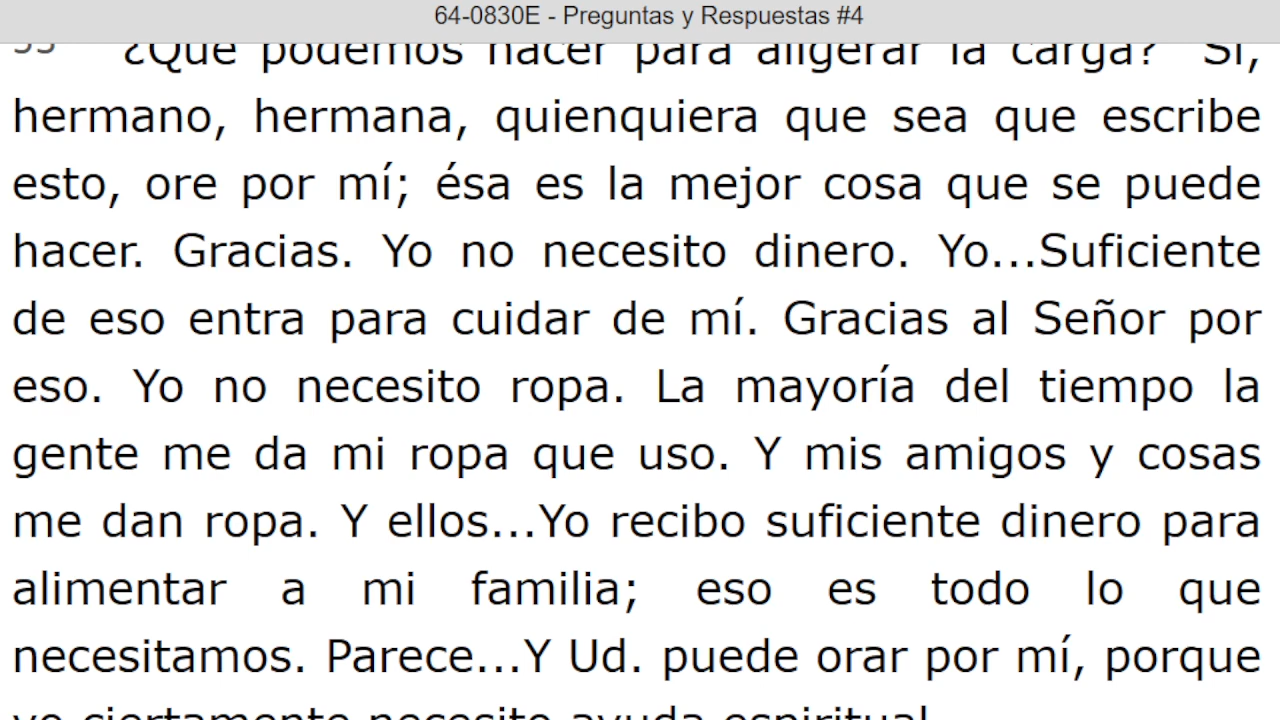 64-0830E - Preguntas y Respuestas #4
¿Qué podemos hacer para aligerar la carga? Sí,
hermano, hermana, quienquiera que sea que escribe
esto, ore por mí; ésa es la mejor cosa que se puede
hacer. Gracias. Yo no necesito dinero. Yo...Suficiente
de eso entra para cuidar de mí. Gracias al Señor por
eso. Yo no necesito ropa. La mayoría del tiempo la
gente me da mi ropa que uso. Y mis amigos y cosas
me dan ropa. Y ellos...Yo recibo suficiente dinero para
alimentar a mi familia; eso es todo lo que
necesitamos. Parece...Y Ud. puede orar por mí, porque
yo ciertamente necesito ayuda espiritual.